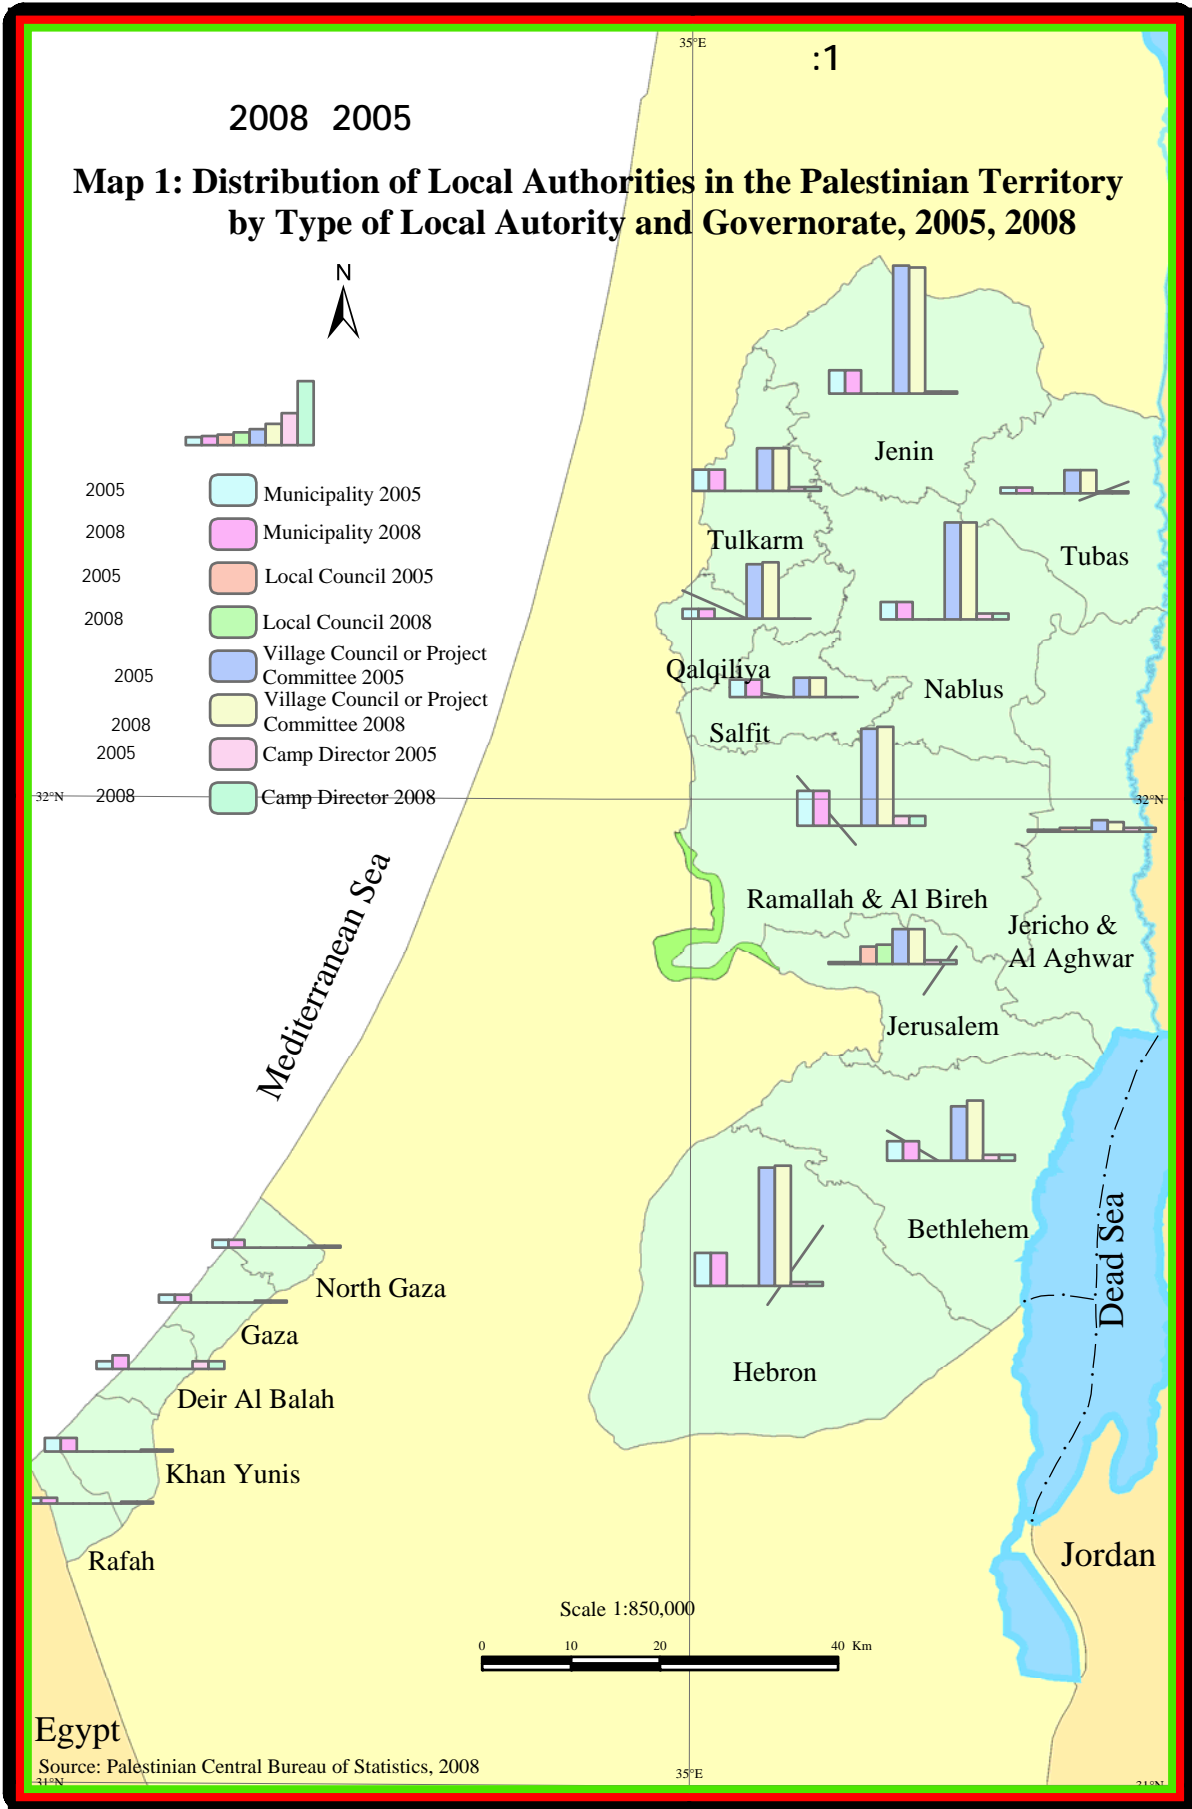 :1
2008 2005
Map 1: Distribution of Local Authorities in the Palestinian Territory
by Type of Local Autority and Governorate, 2005, 2008
35°E
N
2005 Municipality 2005
2008 Municipality 2008
2005 Local Council 2005
2008 Local Council 2008
Village Council or Project
2005 Committee 2005
Village Council or Project
2008 Committee 2008
2005 Camp Director 2005
2008 Camp Director 2008
32°N
32°N
Jenin
Tulkarm
Tubas
Qalqiliya
Nablus
Salfit
Ramallah & Al Bireh
Jericho &
Al Aghwar
Jerusalem
Mediterranean Sea
Bethlehem
Dead Sea
Hebron
North Gaza
Gaza
Deir Al Balah
Khan Yunis
Rafah
Jordan
Scale 1:850,000
0 10 20 40 Km
Egypt
Source: Palestinian Central Bureau of Statistics, 2008
31°N
35°E
31°N